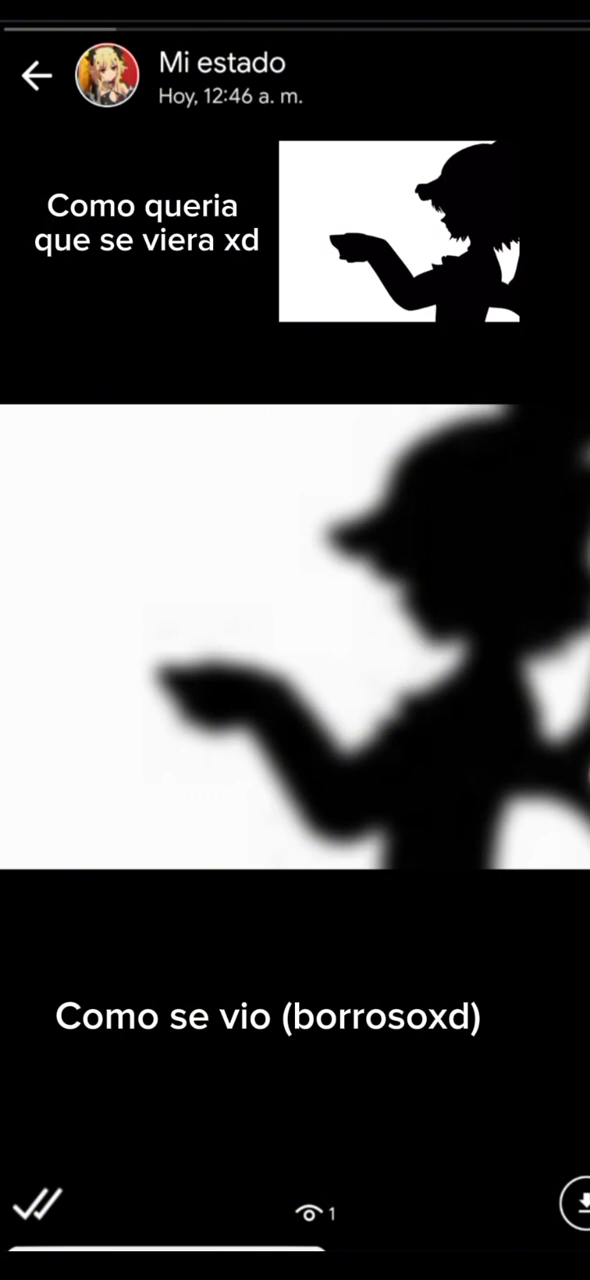 Mi estado
Hoy, 12:46 a. m.
Como queria
que se viera xd
Como se vio (borrosoxd)
1